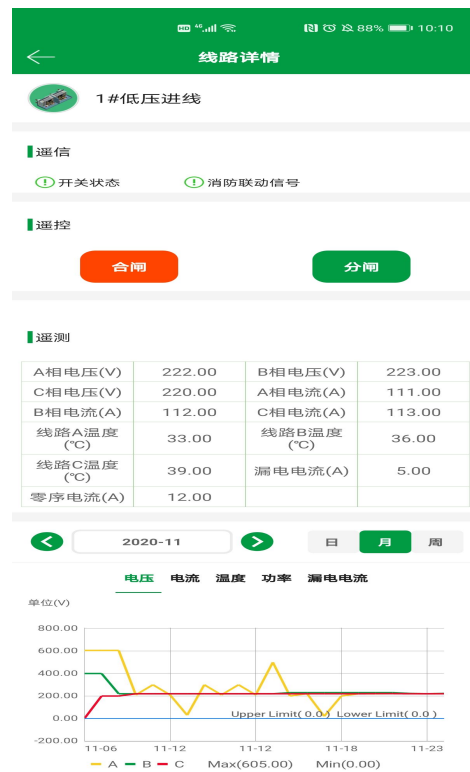 HD 4G 88% 10:10
线路详情
1#低压进线
遥信
开关状态 消防联动信号
遥控
合闸 分闸
遥测
A相电压(V) 222.00 B相电压(V) 223.00
C相电压(V) 220.00 A相电流(A) 111.00
B相电流(A) 112.00 C相电流(A) 113.00
线路A温度(℃) 33.00 线路B温度(℃) 36.00
线路C温度(℃) 39.00 漏电电流(A) 5.00
零序电流(A) 12.00
2020-11 日 月 周
电压 电流 温度 功率 漏电电流
单位(V)
800.00
600.00
400.00
200.00
0.00
Upper Limit( 0.0 ) Lower Limit( 0.0 )
-200.00
11-06 11-12 11-12 11-18 11-23
A B C Max(605.00) Min(0.00)